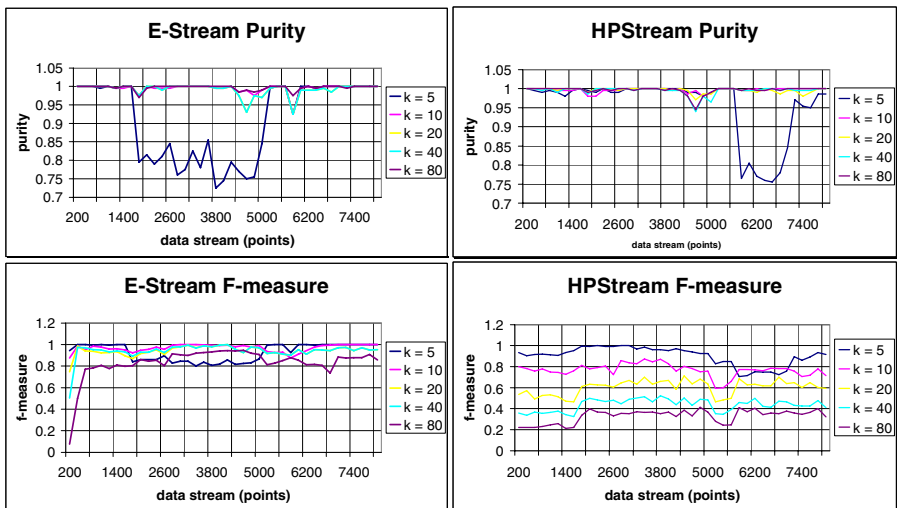 E-Stream Purity
1.05
1
0.95
0.9
0.85
0.8
0.75
0.7
purity
200 1400 2600 3800 5000 6200 7400
data stream (points)
k = 5
k = 10
k = 20
k = 40
k = 80
HPStream Purity
1.05
1
0.95
0.9
0.85
0.8
0.75
0.7
purity
200 1400 2600 3800 5000 6200 7400
data stream (points)
k = 5
k = 10
k = 20
k = 40
k = 80
E-Stream F-measure
1.2
1
0.8
0.6
0.4
0.2
0
f-measure
200 1400 2600 3800 5000 6200 7400
data stream (points)
k = 5
k = 10
k = 20
k = 40
k = 80
HPStream F-measure
1.2
1
0.8
0.6
0.4
0.2
0
f-measure
200 1400 2600 3800 5000 6200 7400
data stream (points)
k = 5
k = 10
k = 20
k = 40
k = 80